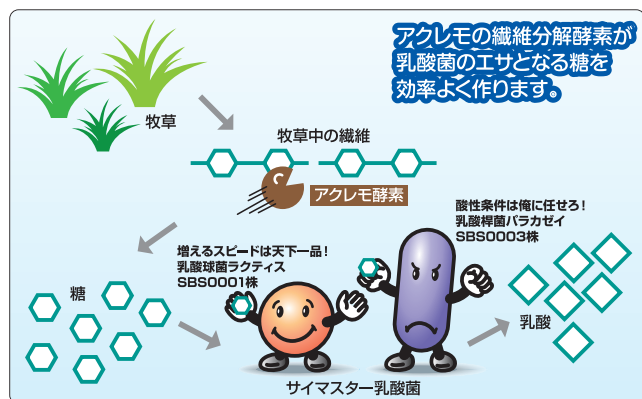 アクレモの繊維分解酵素が
乳酸菌のエサとなる糖を
効率よく作ります。
牧草
牧草中の繊維
アクレモ酵素
酸性条件は俺に任せろ！
乳酸桿菌パラカゼイ
SBS0003株
増えるスピードは天下一品！
乳酸球菌ラクティス
SBS0001株
糖
乳酸
サイマスター乳酸菌